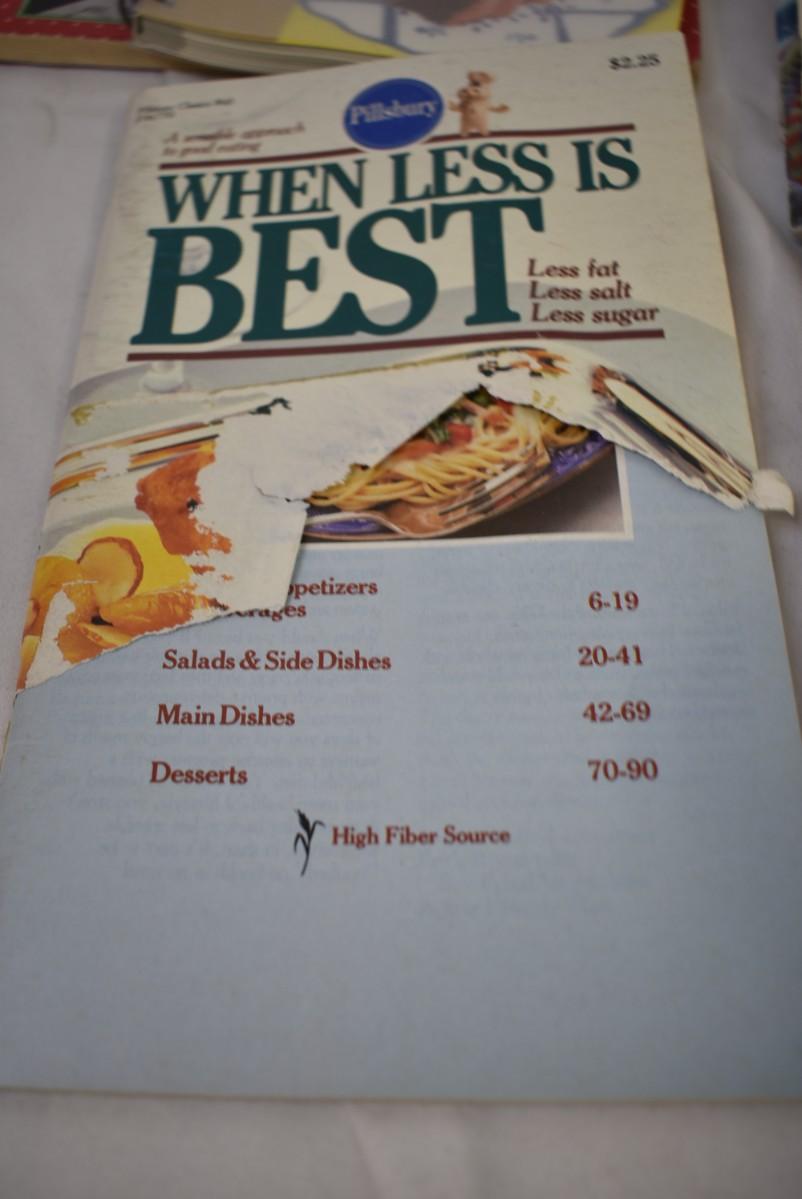 $2.25
Pillsbury
A sensible approach
to good eating
WHEN LESS IS
BEST
Less fat
Less salt
Less sugar
ppetizers
erages 6-19
Salads & Side Dishes 20-41
Main Dishes 42-69
Desserts 70-90
High Fiber Source